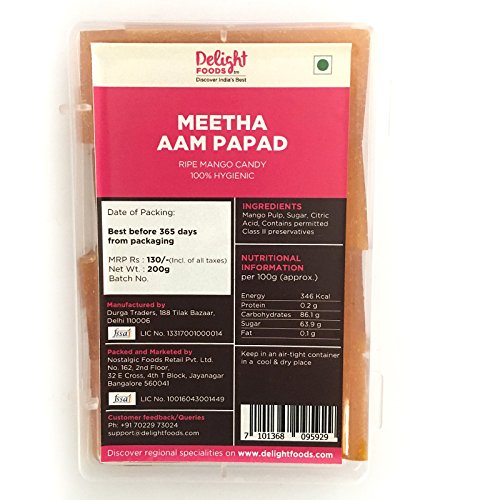 Delight
FOODS
Discover India's Best
MEETHA
AAM PAPAD
RIPE MANGO CANDY
100% HYGIENIC
Date of Packing:
Best before 365 days
from packaging
MRP Rs : 130/-(Incl. of all taxes)
Net Wt. : 200g
Batch No.
Manufactured by
Durga Traders, 188 Tilak Bazaar,
Delhi 110006
fssai LIC No. 13317001000014
Packed and Marketed by
Nostalgic Foods Retail Pvt. Ltd.
No. 162, 2nd Floor,
32 E Cross, 4th T Block, Jayanagar
Bangalore 560041
fssai LIC No. 10016043001449
Customer feedback/Queries
Ph: +91 70229 73024
support@delightfoods.com
INGREDIENTS
Mango Pulp, Sugar, Citric
Acid, Contains permitted
Class II preservatives
NUTRITIONAL
INFORMATION
per 100g (approx.)
Energy 346 Kcal
Protein 0.2 g
Carbohydrates 86.1 g
Sugar 63.9 g
Fat 0.1 g
Keep in an air-tight container
in a cool & dry place
7 101368 095929
Discover regional specialities on www.delightfoods.com